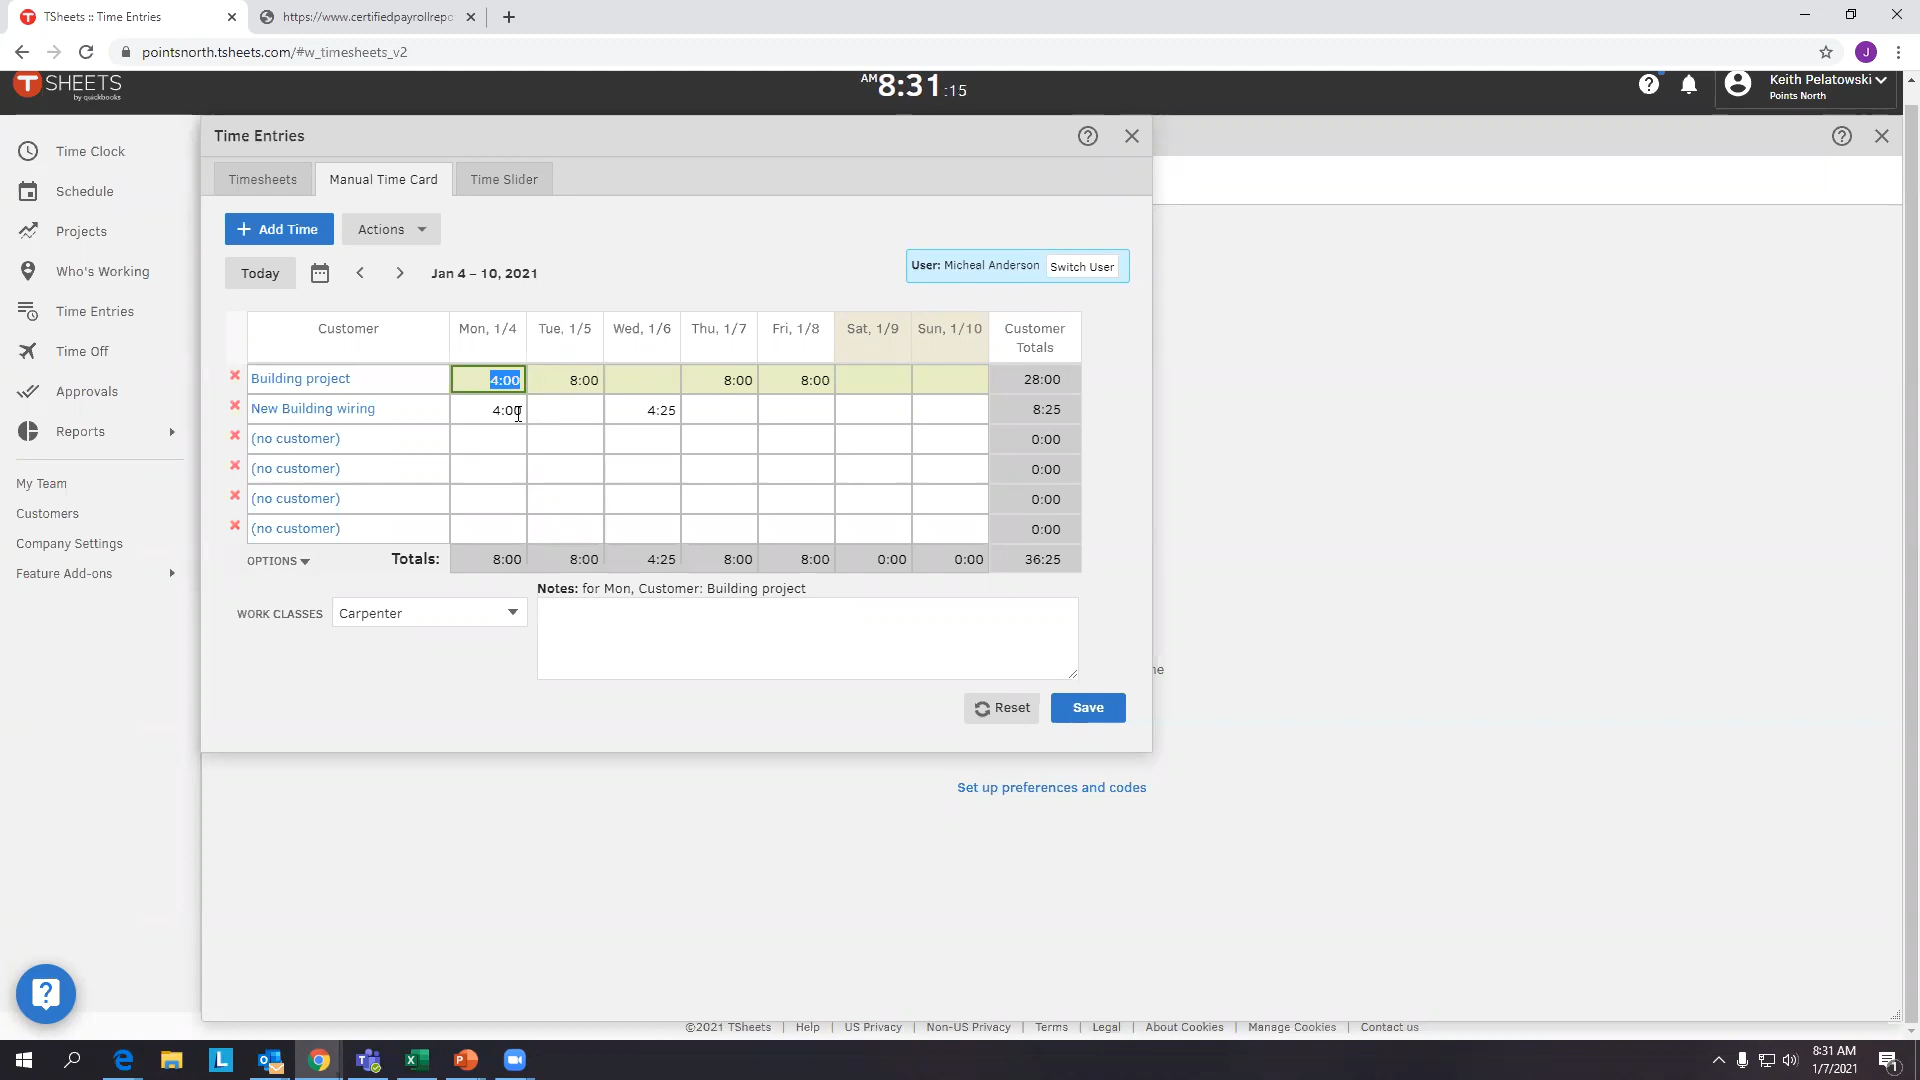 TSheets :: Time Entries
https://www.certifiedpayrollrepo
pointsnorth.tsheets.com/#w_timesheets_v2
J
T SHEETS
by quickbooks
AM 8:31 :15
Keith Pelatowski
Points North
Time Clock
Schedule
Projects
Who's Working
Time Entries
Time Off
Approvals
Reports
My Team
Customers
Company Settings
Feature Add-ons
Time Entries
Timesheets Manual Time Card Time Slider
+ Add Time Actions
Today Jan 4 – 10, 2021
User: Micheal Anderson Switch User
Customer Mon, 1/4 Tue, 1/5 Wed, 1/6 Thu, 1/7 Fri, 1/8 Sat, 1/9 Sun, 1/10 Customer Totals
Building project 4:00 8:00 8:00 8:00 28:00
New Building wiring 4:00 4:25 8:25
(no customer) 0:00
(no customer) 0:00
(no customer) 0:00
(no customer) 0:00
OPTIONS Totals: 8:00 8:00 4:25 8:00 8:00 0:00 0:00 36:25
Notes: for Mon, Customer: Building project
WORK CLASSES Carpenter
Reset Save
ne
Set up preferences and codes
©2021 TSheets | Help | US Privacy | Non-US Privacy | Terms | Legal | About Cookies | Manage Cookies | Contact us
8:31 AM
1/7/2021